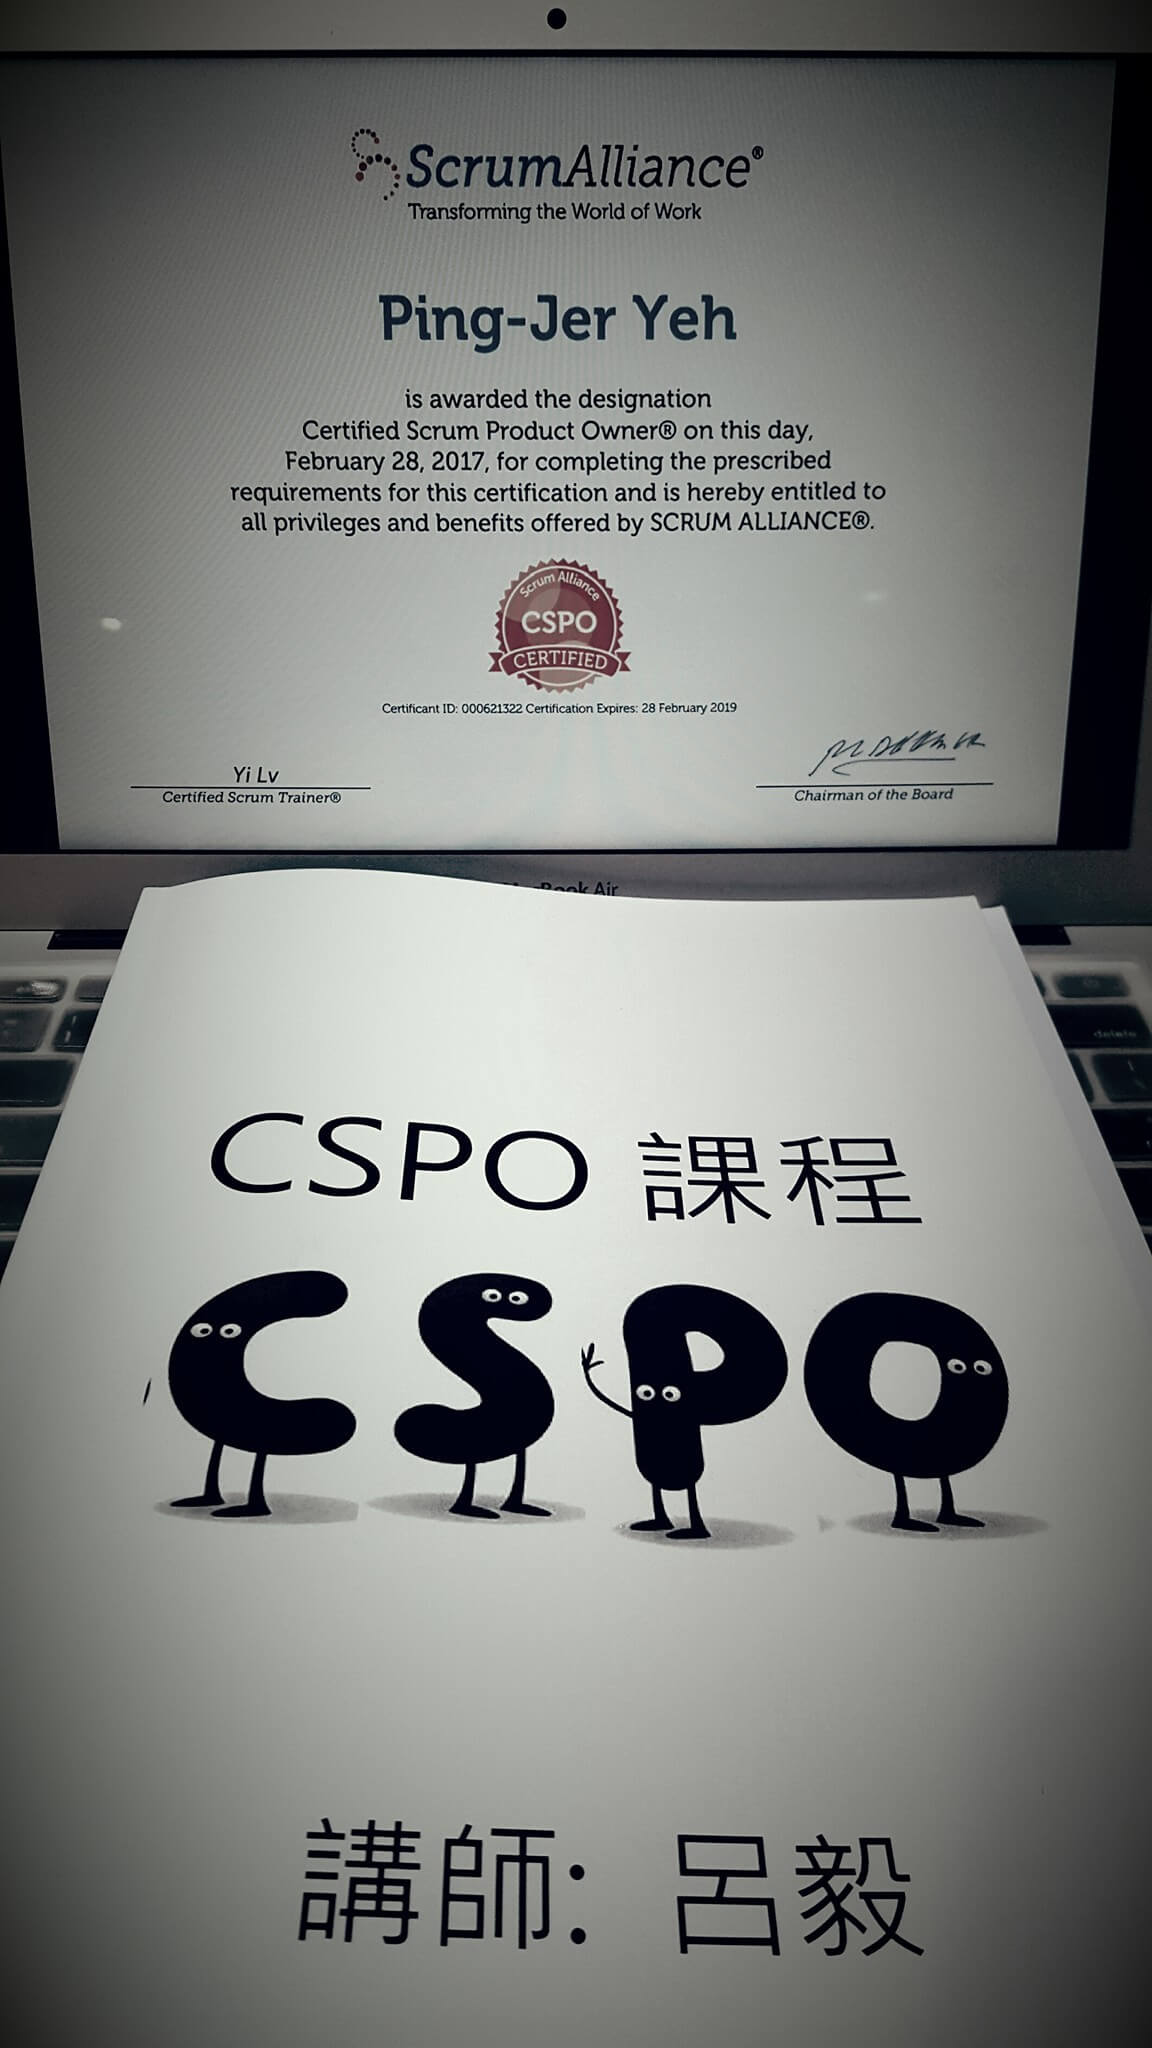 ScrumAlliance®
Transforming the World of Work
Ping-Jer Yeh
is awarded the designation
Certified Scrum Product Owner® on this day,
February 28, 2017, for completing the prescribed
requirements for this certification and is hereby entitled to
all privileges and benefits offered by SCRUM ALLIANCE®.
Scrum Alliance
CSPO
CERTIFIED
Certificant ID: 000621322 Certification Expires: 28 February 2019
Yi Lv
Certified Scrum Trainer®
Chairman of the Board
Air
delete
CSPO 課程
CSPO
講師: 呂毅